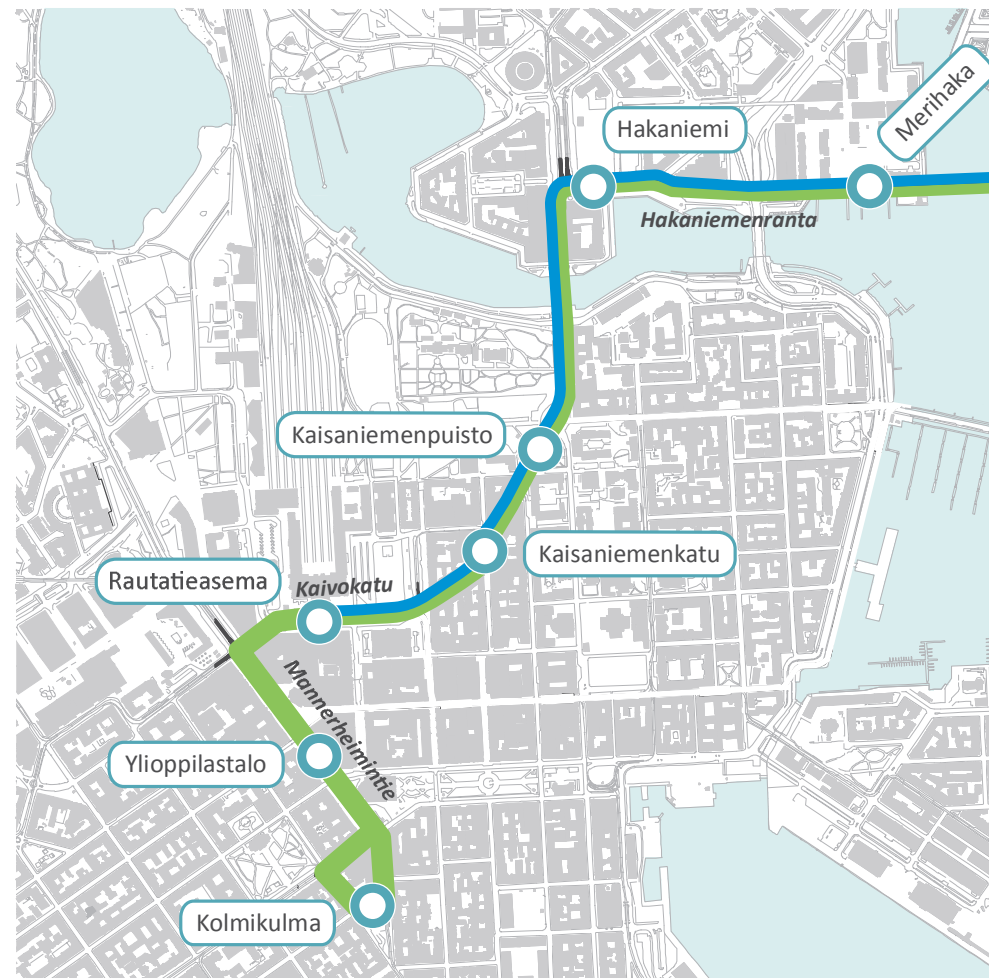 Merihaka
Hakaniemi
Hakaniemenranta
Kaisaniemenpuisto
Kaisaniemenkatu
Rautatieasema
Kaivokatu
Mannerheimintie
Ylioppilastalo
Kolmikulma